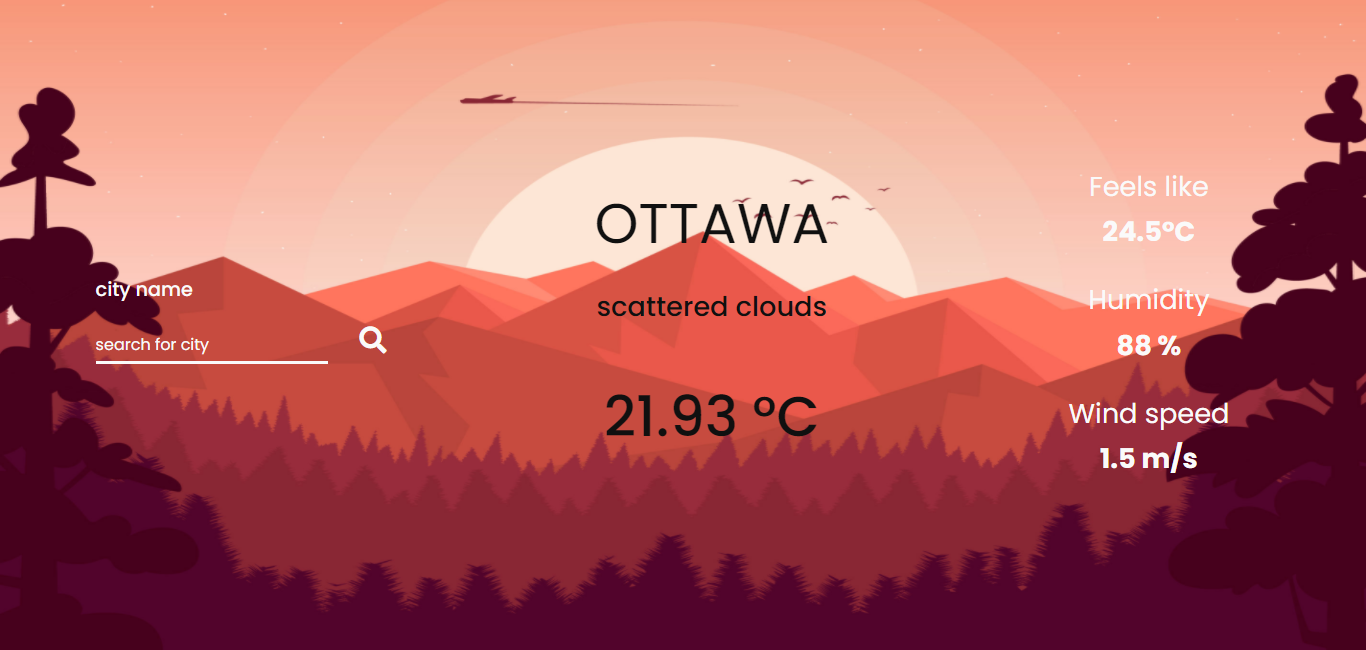 city name
search for city
OTTAWA
scattered clouds
21.93 °C
Feels like
24.5°C
Humidity
88 %
Wind speed
1.5 m/s